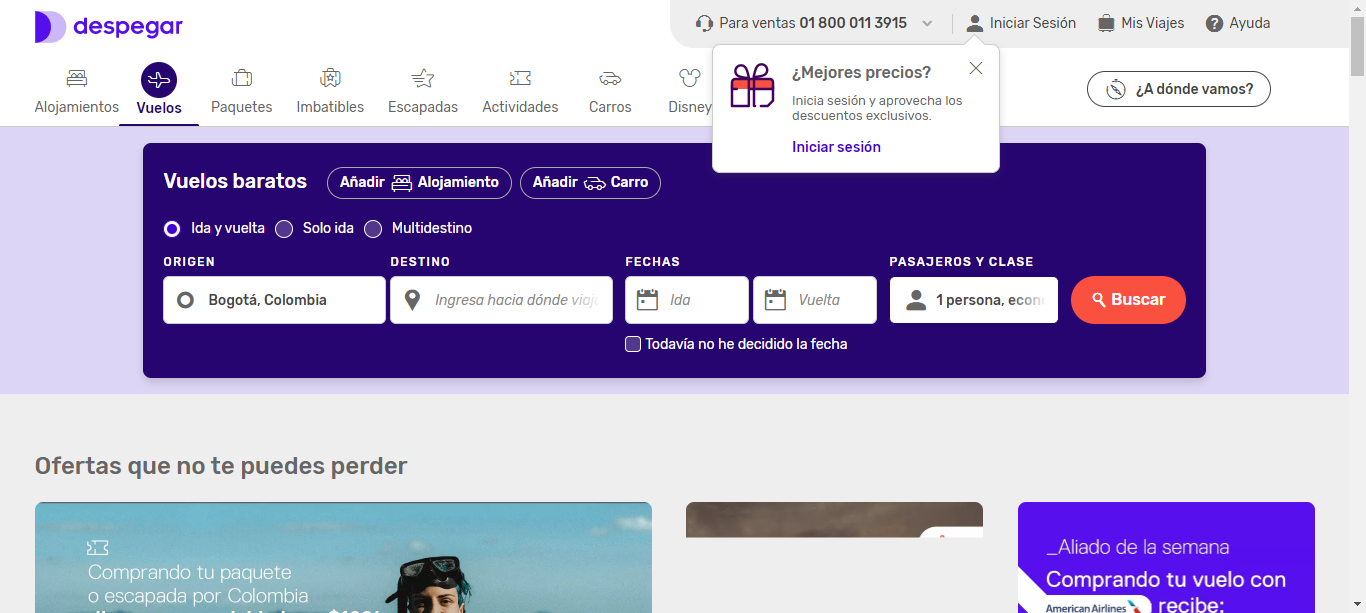 despegar
Para ventas 01 800 011 3915
Iniciar Sesión
Mis Viajes
Ayuda
Alojamientos
Vuelos
Paquetes
Imbatibles
Escapadas
Actividades
Carros
Disney
¿A dónde vamos?
¿Mejores precios?
Inicia sesión y aprovecha los
descuentos exclusivos.
Iniciar sesión
Vuelos baratos
Añadir Alojamiento
Añadir Carro
Ida y vuelta
Solo ida
Multidestino
ORIGEN
DESTINO
FECHAS
PASAJEROS Y CLASE
Bogotá, Colombia
Ingresa hacia dónde viaj
Ida
Vuelta
1 persona, econ
Buscar
Todavía no he decidido la fecha
Ofertas que no te puedes perder
Comprando tu paquete
o escapada por Colombia
_Aliado de la semana
Comprando tu vuelo con
American Airlines recibe: